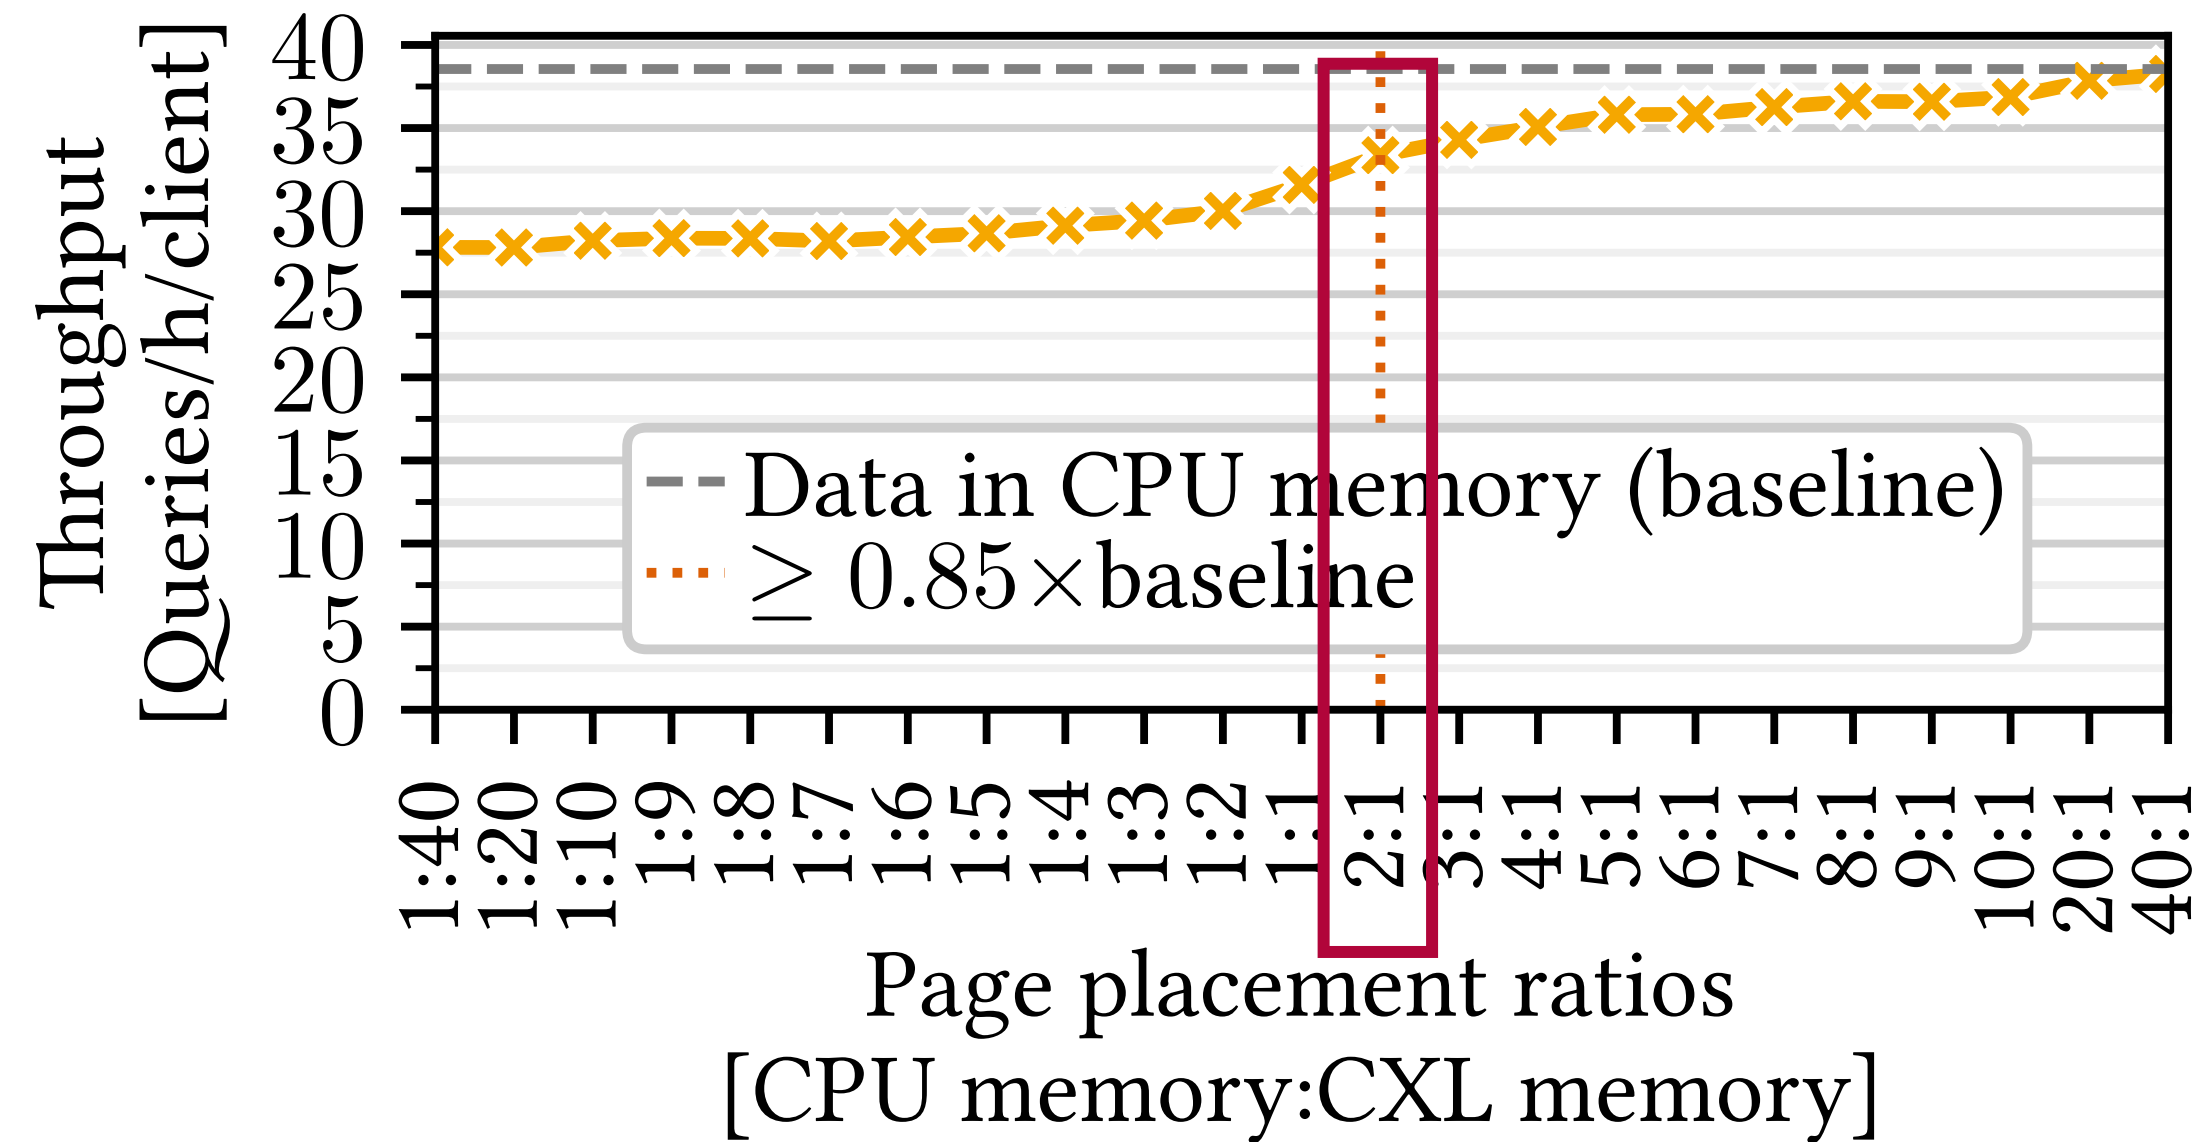 Throughput
[Queries/h/client]
40
35
30
25
20
15
10
5
0
Data in CPU memory (baseline)
≥ 0.85×baseline
1:40 1:20 1:10 1:9 1:8 1:7 1:6 1:5 1:4 1:3 1:2 1:1 2:1 3:1 4:1 5:1 6:1 7:1 8:1 9:1 10:1 20:1 40:1
Page placement ratios
[CPU memory:CXL memory]